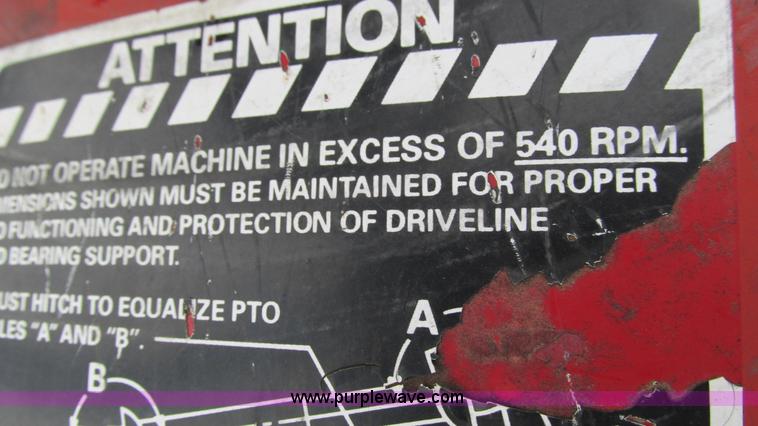 ATTENTION
NOT OPERATE MACHINE IN EXCESS OF 540 RPM.
SHOWN MUST BE MAINTAINED FOR PROPER
FUNCTIONING AND PROTECTION OF DRIVELINE
BEARING SUPPORT.
UST HITCH TO EQUALIZE PTO
LES "A" AND "B".
A
B
www.purplewave.com